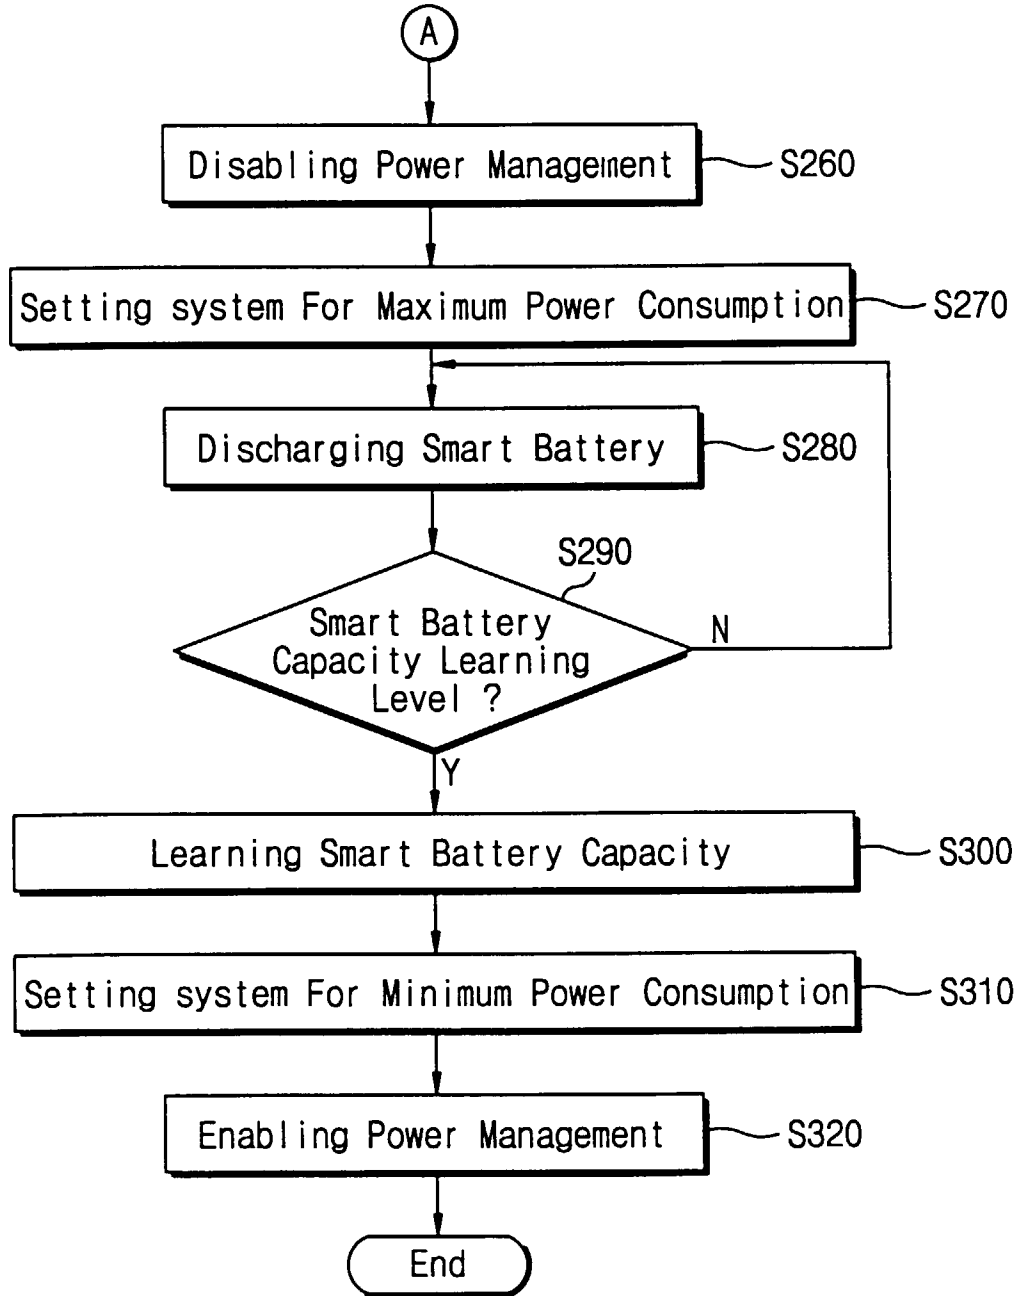 A
Disabling Power Management
S260
Setting system For Maximum Power Consumption
S270
Discharging Smart Battery
S280
S290
Smart Battery
Capacity Learning
Level ?
N
Y
Learning Smart Battery Capacity
S300
Setting system For Minimum Power Consumption
S310
Enabling Power Management
S320
End